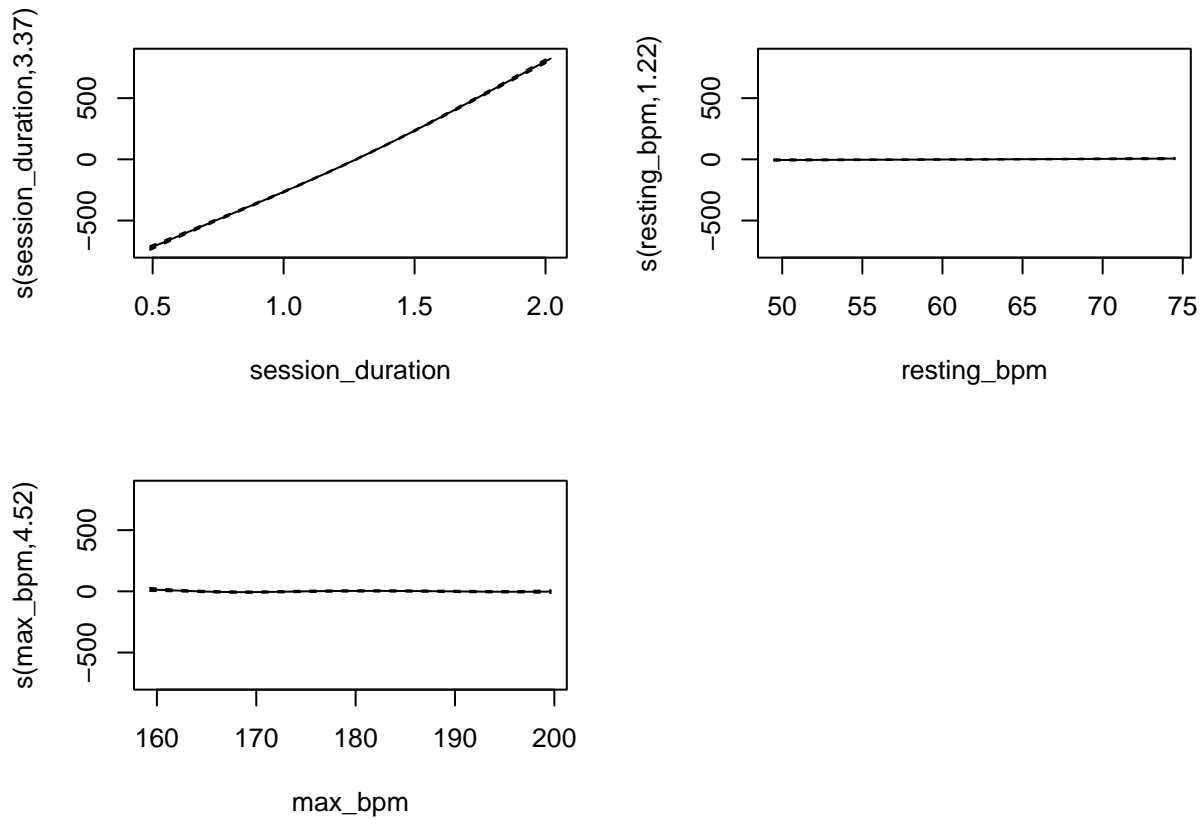 s(session_duration,3.37)
500
0
−500
0.5 1.0 1.5 2.0
session_duration
s(resting_bpm,1.22)
500
0
−500
50 55 60 65 70 75
resting_bpm
s(max_bpm,4.52)
500
0
−500
160 170 180 190 200
max_bpm